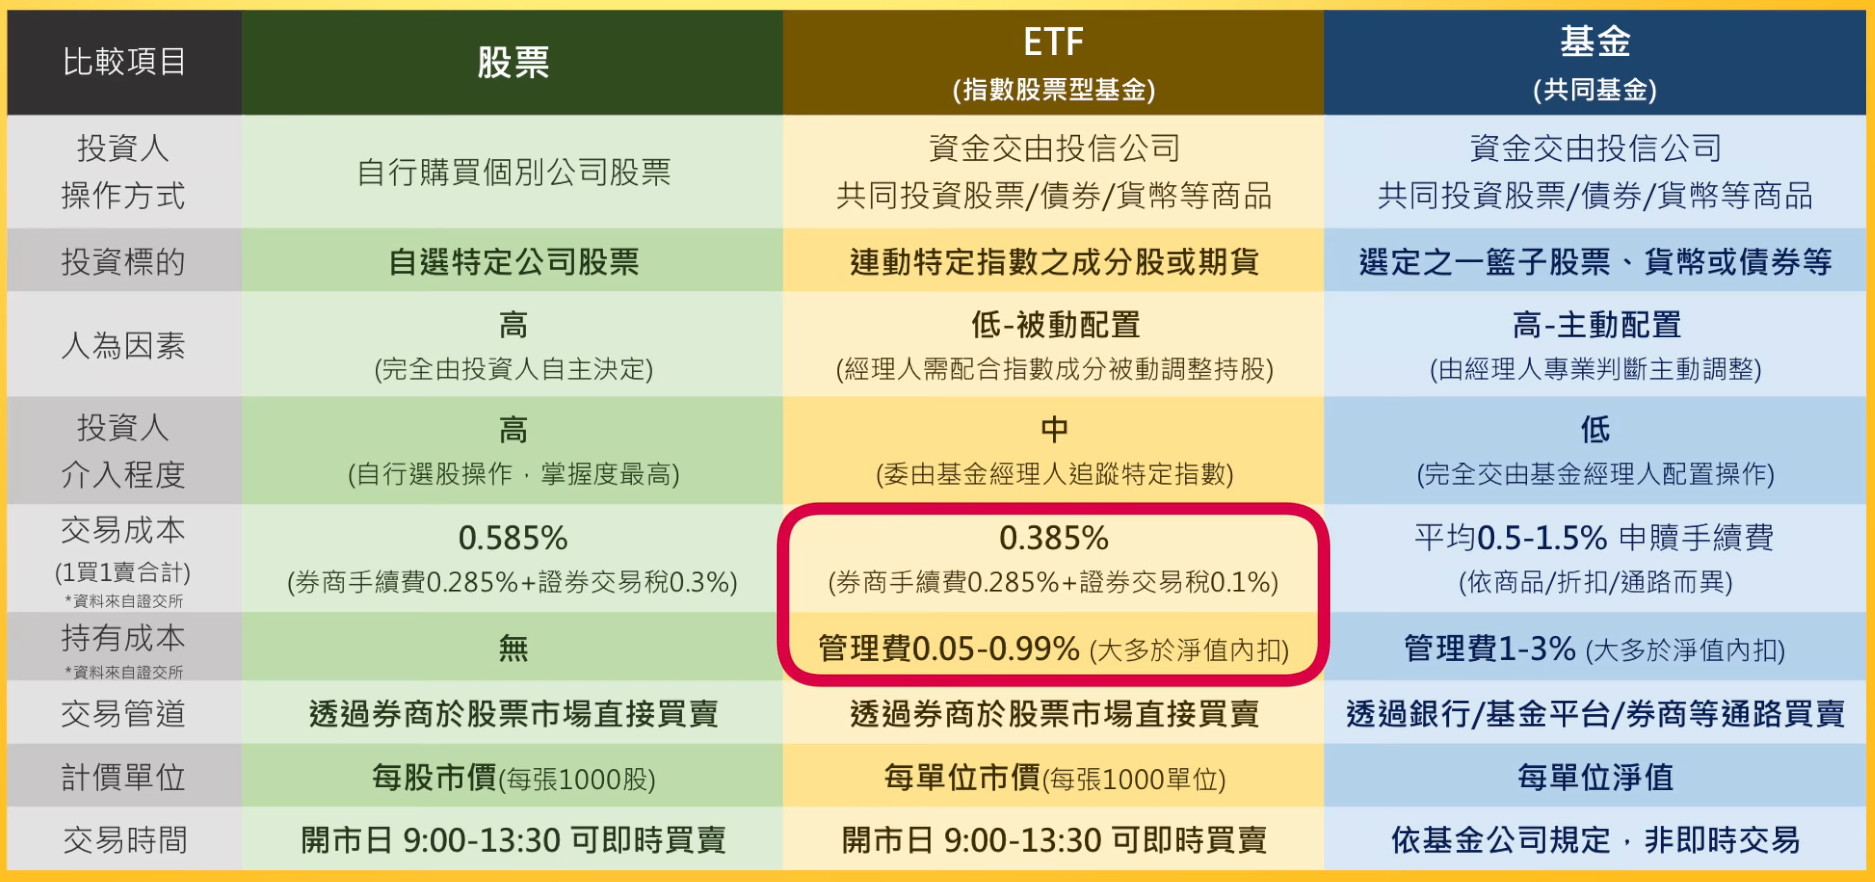 比較項目
股票
ETF
(指數股票型基金)
基金
(共同基金)
投資人
操作方式
自行購買個別公司股票
資金交由投信公司
共同投資股票/債券/貨幣等商品
資金交由投信公司
共同投資股票/債券/貨幣等商品
投資標的
自選特定公司股票
連動特定指數之成分股或期貨
選定之一籃子股票、貨幣或債券等
人為因素
高
(完全由投資人自主決定)
低-被動配置
(經理人需配合指數成分被動調整持股)
高-主動配置
(由經理人專業判斷主動調整)
投資人
介入程度
高
(自行選股操作，掌握度最高)
中
(委由基金經理人追蹤特定指數)
低
(完全交由基金經理人配置操作)
交易成本
(1買1賣合計)
*資料來自證交所
0.585%
(券商手續費0.285%+證券交易稅0.3%)
0.385%
(券商手續費0.285%+證券交易稅0.1%)
平均0.5-1.5% 申贖手續費
(依商品/折扣/通路而異)
持有成本
*資料來自證交所
無
管理費0.05-0.99% (大多於淨值內扣)
管理費1-3% (大多於淨值內扣)
交易管道
透過券商於股票市場直接買賣
透過券商於股票市場直接買賣
透過銀行/基金平台/券商等通路買賣
計價單位
每股市價(每張1000股)
每單位市價(每張1000單位)
每單位淨值
交易時間
開市日 9:00-13:30 可即時買賣
開市日 9:00-13:30 可即時買賣
依基金公司規定，非即時交易